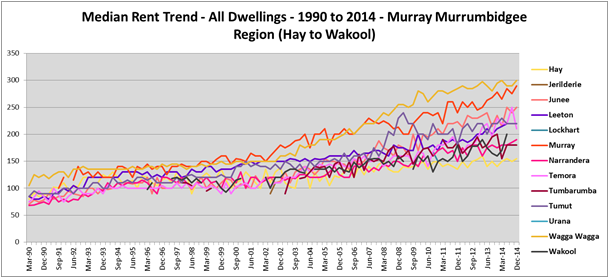 Median Rent Trend - All Dwellings - 1990 to 2014 - Murray Murrumbidgee
Region (Hay to Wakool)
350
300
250
200
150
100
50
0
Mar-90
Dec-90
Sep-91
Jun-92
Mar-93
Dec-93
Sep-94
Jun-95
Mar-96
Dec-96
Sep-97
Jun-98
Mar-99
Dec-99
Sep-00
Jun-01
Mar-02
Dec-02
Sep-03
Jun-04
Mar-05
Dec-05
Sep-06
Jun-07
Mar-08
Dec-08
Sep-09
Jun-10
Mar-11
Dec-11
Sep-12
Jun-13
Mar-14
Dec-14
Hay
Jerilderie
Junee
Leeton
Lockhart
Murray
Narrandera
Temora
Tumbarumba
Tumut
Urana
Wagga Wagga
Wakool